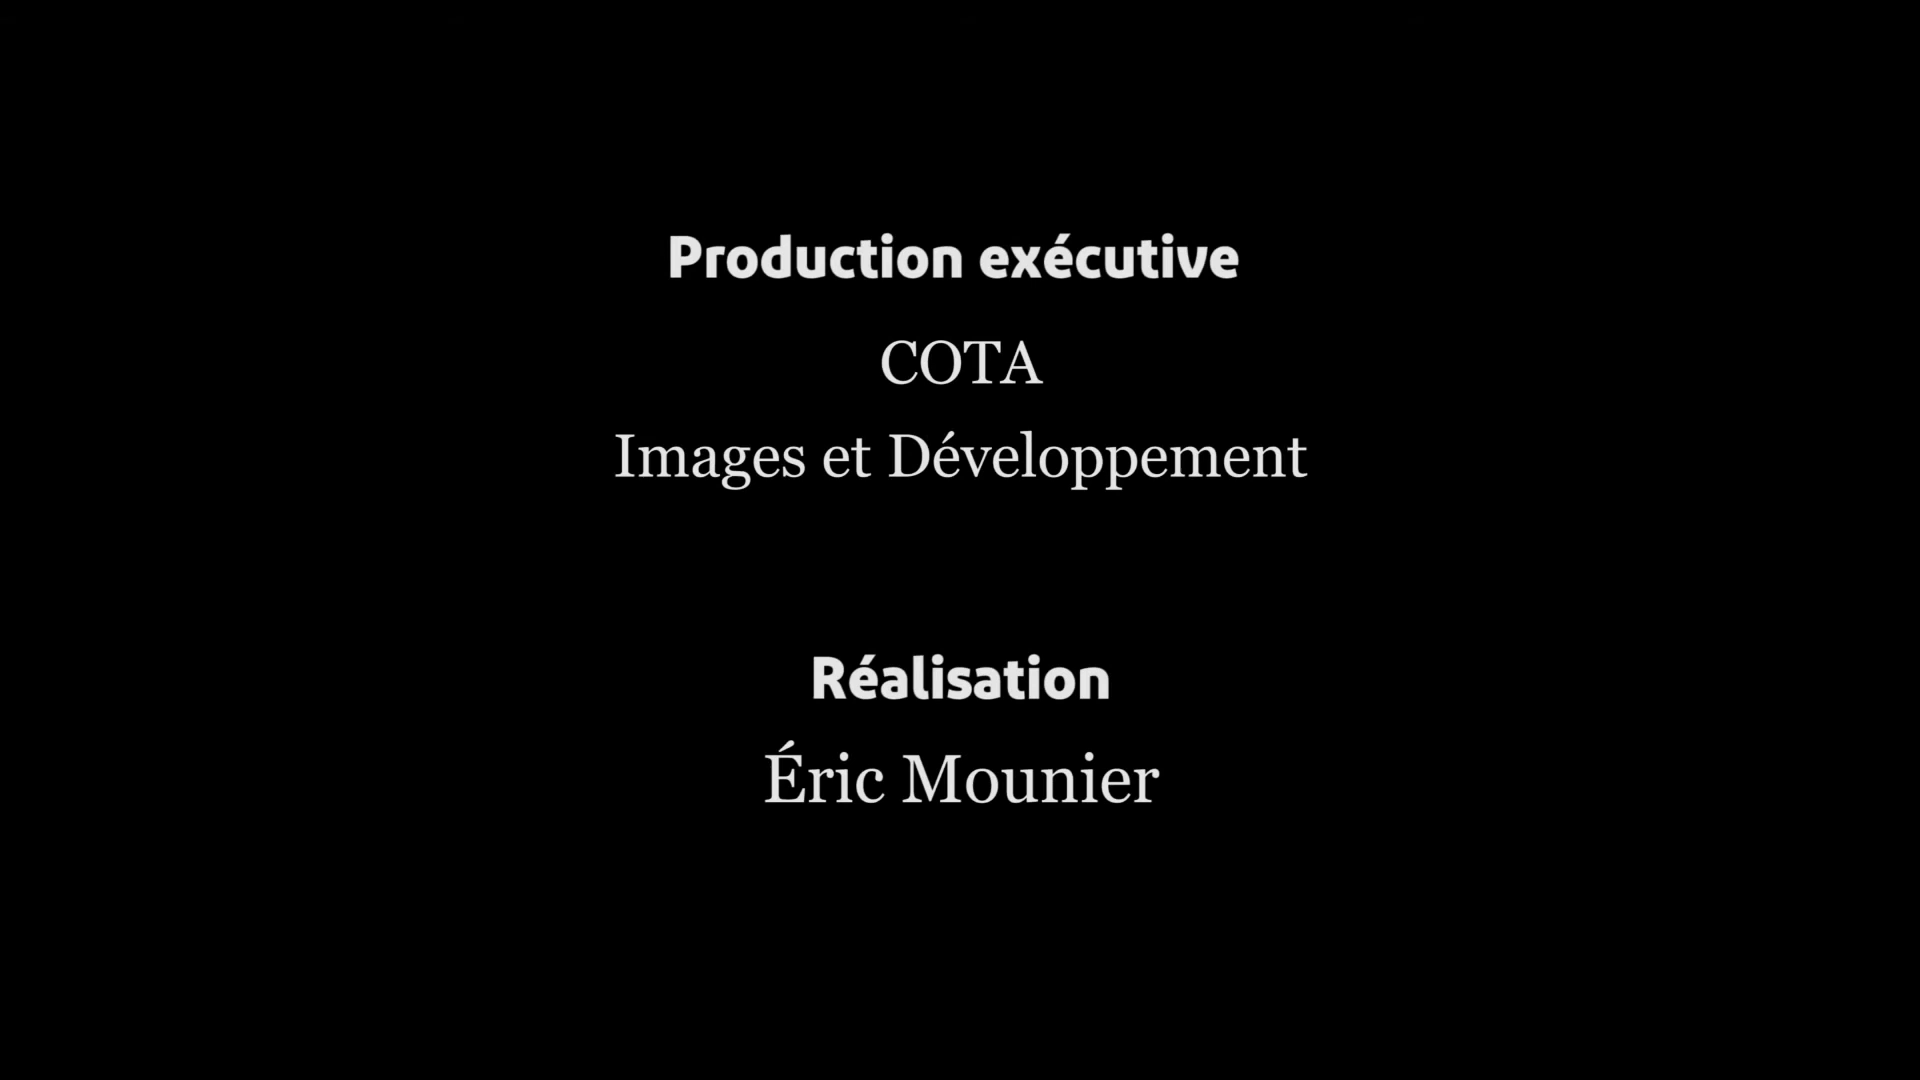 Production exécutive
COTA
Images et Développement
Réalisation
Éric Mounier